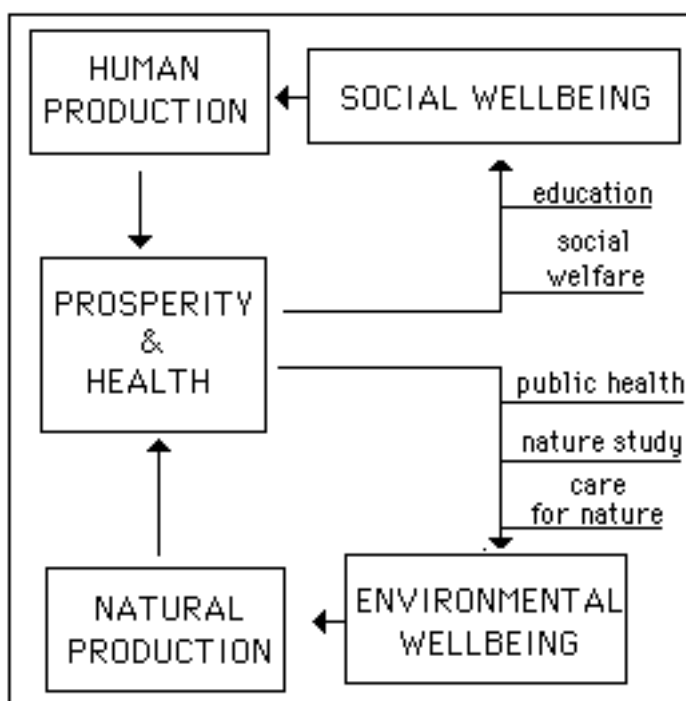 HUMAN
PRODUCTION
SOCIAL WELLBEING
education
social
welfare
PROSPERITY
&
HEALTH
public health
nature study
care
for nature
NATURAL
PRODUCTION
ENVIRONMENTAL
WELLBEING